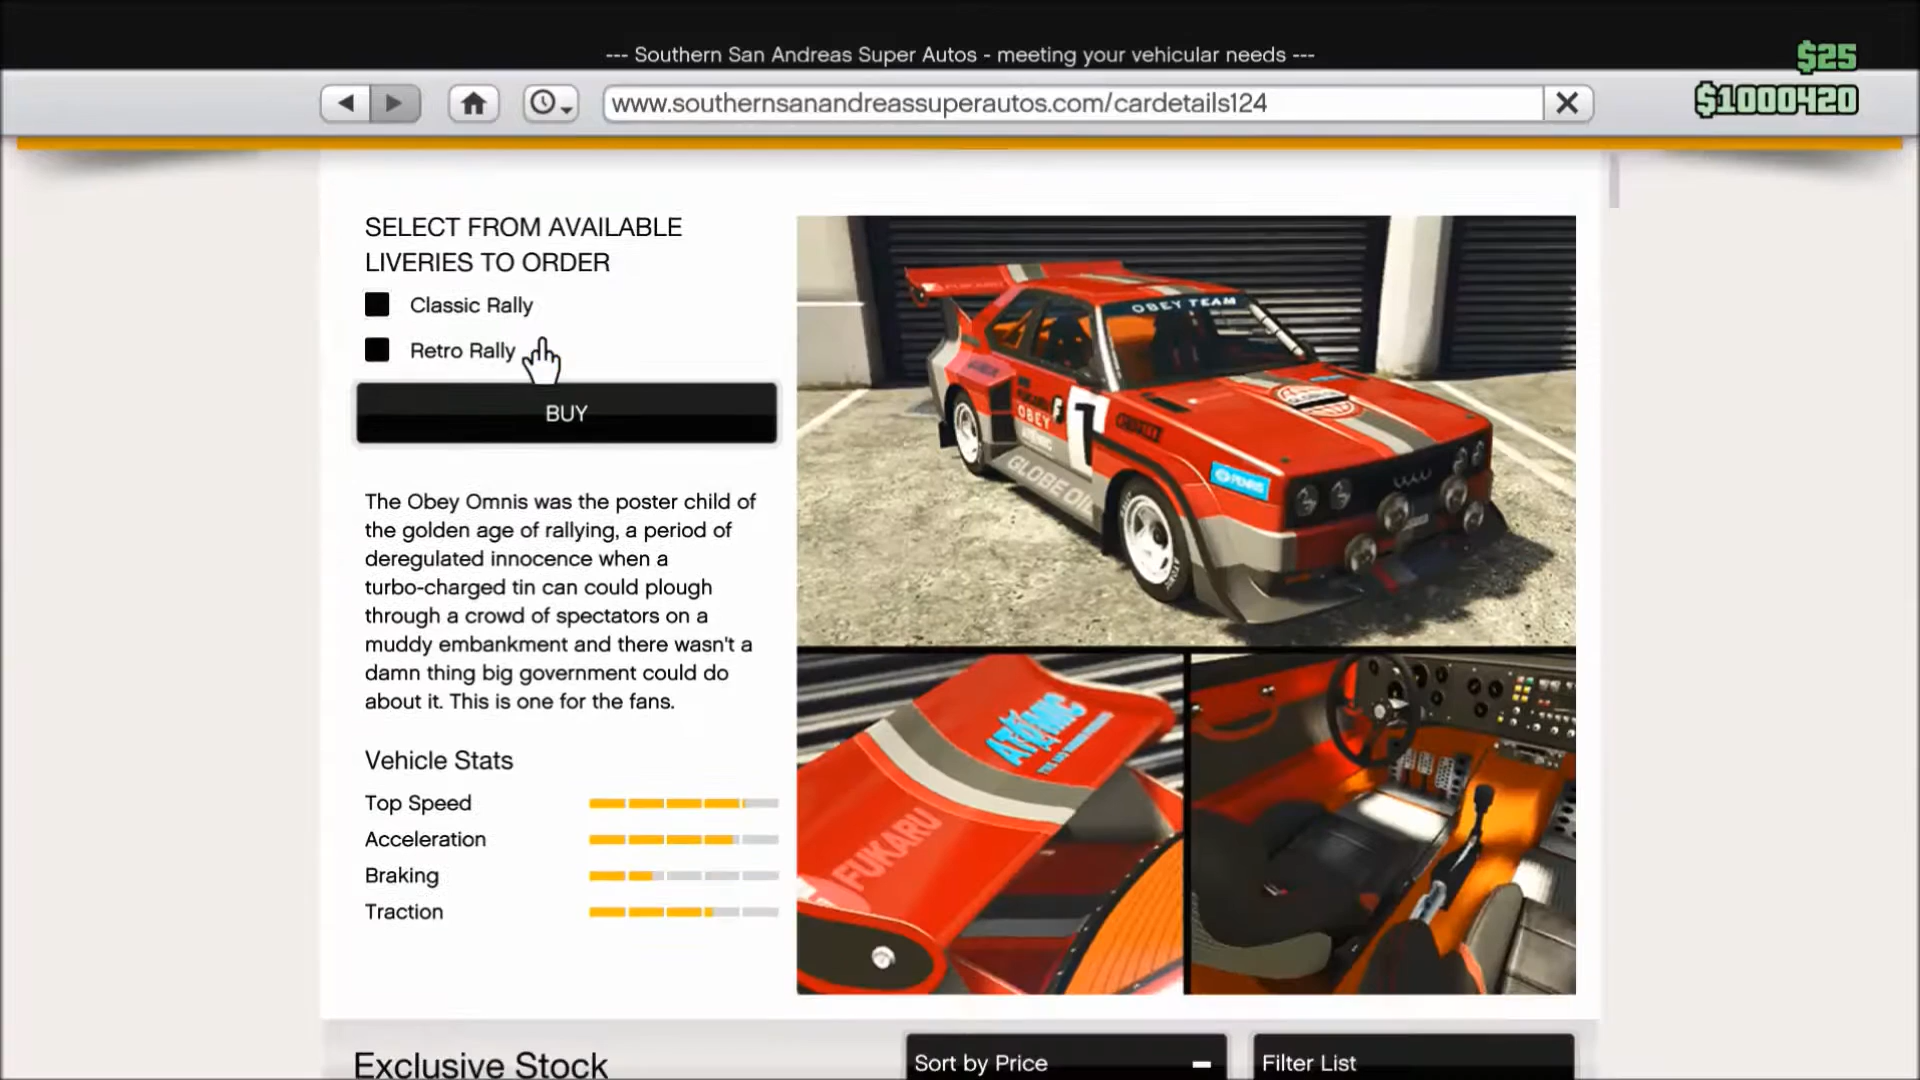 --- Southern San Andreas Super Autos - meeting your vehicular needs ---
$25
www.southernsanandreassuperautos.com/cardetails124
$1000420
SELECT FROM AVAILABLE
LIVERIES TO ORDER
Classic Rally
Retro Rally
BUY
The Obey Omnis was the poster child of
the golden age of rallying, a period of
deregulated innocence when a
turbo-charged tin can could plough
through a crowd of spectators on a
muddy embankment and there wasn't a
damn thing big government could do
about it. This is one for the fans.
Vehicle Stats
Top Speed
Acceleration
Braking
Traction
OBEY TEAM
OBEY
1
GLOBE OIL
ATOMIC
FUKARU
Exclusive Stock
Sort by Price
Filter List